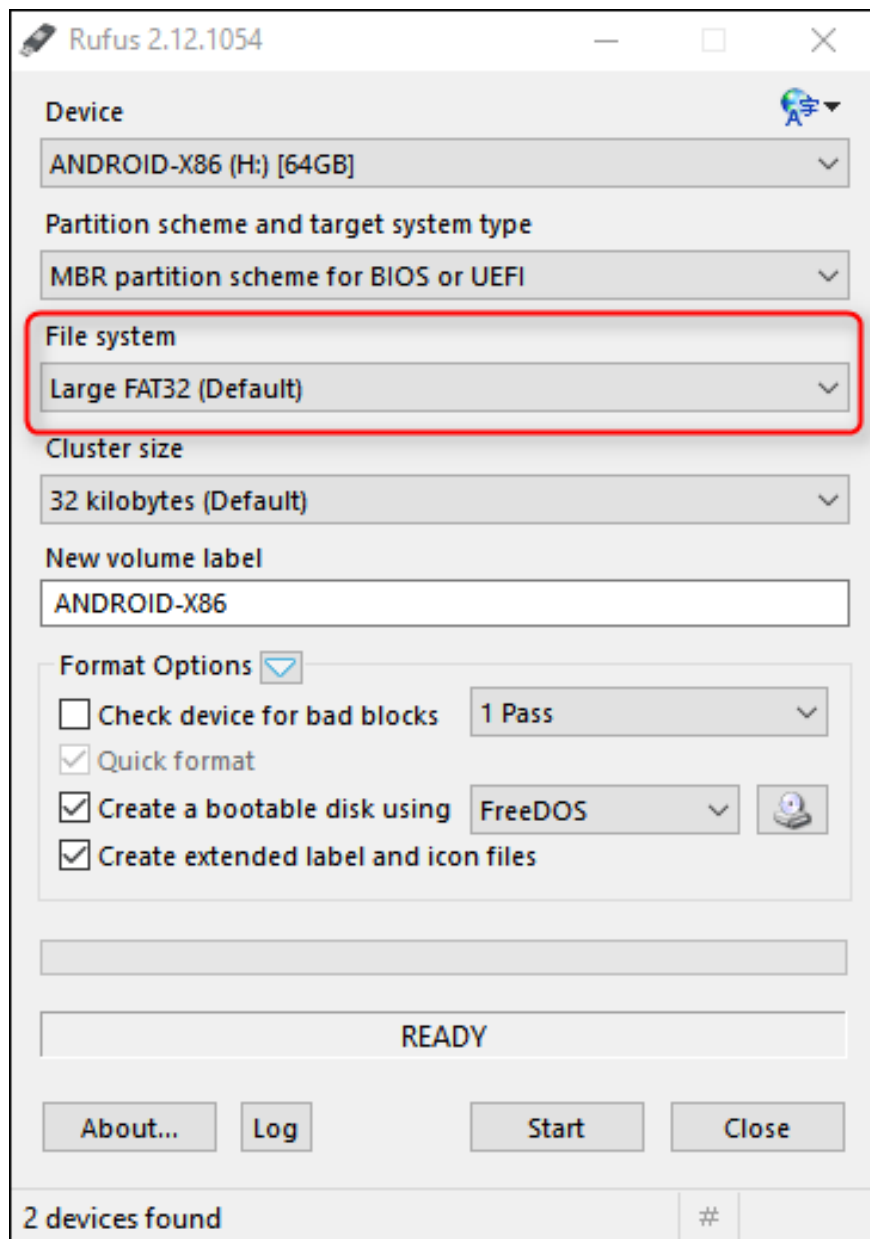 Rufus 2.12.1054
Device
ANDROID-X86 (H:) [64GB]
Partition scheme and target system type
MBR partition scheme for BIOS or UEFI
File system
Large FAT32 (Default)
Cluster size
32 kilobytes (Default)
New volume label
ANDROID-X86
Format Options
Check device for bad blocks 1 Pass
Quick format
Create a bootable disk using FreeDOS
Create extended label and icon files
READY
About... Log Start Close
2 devices found #